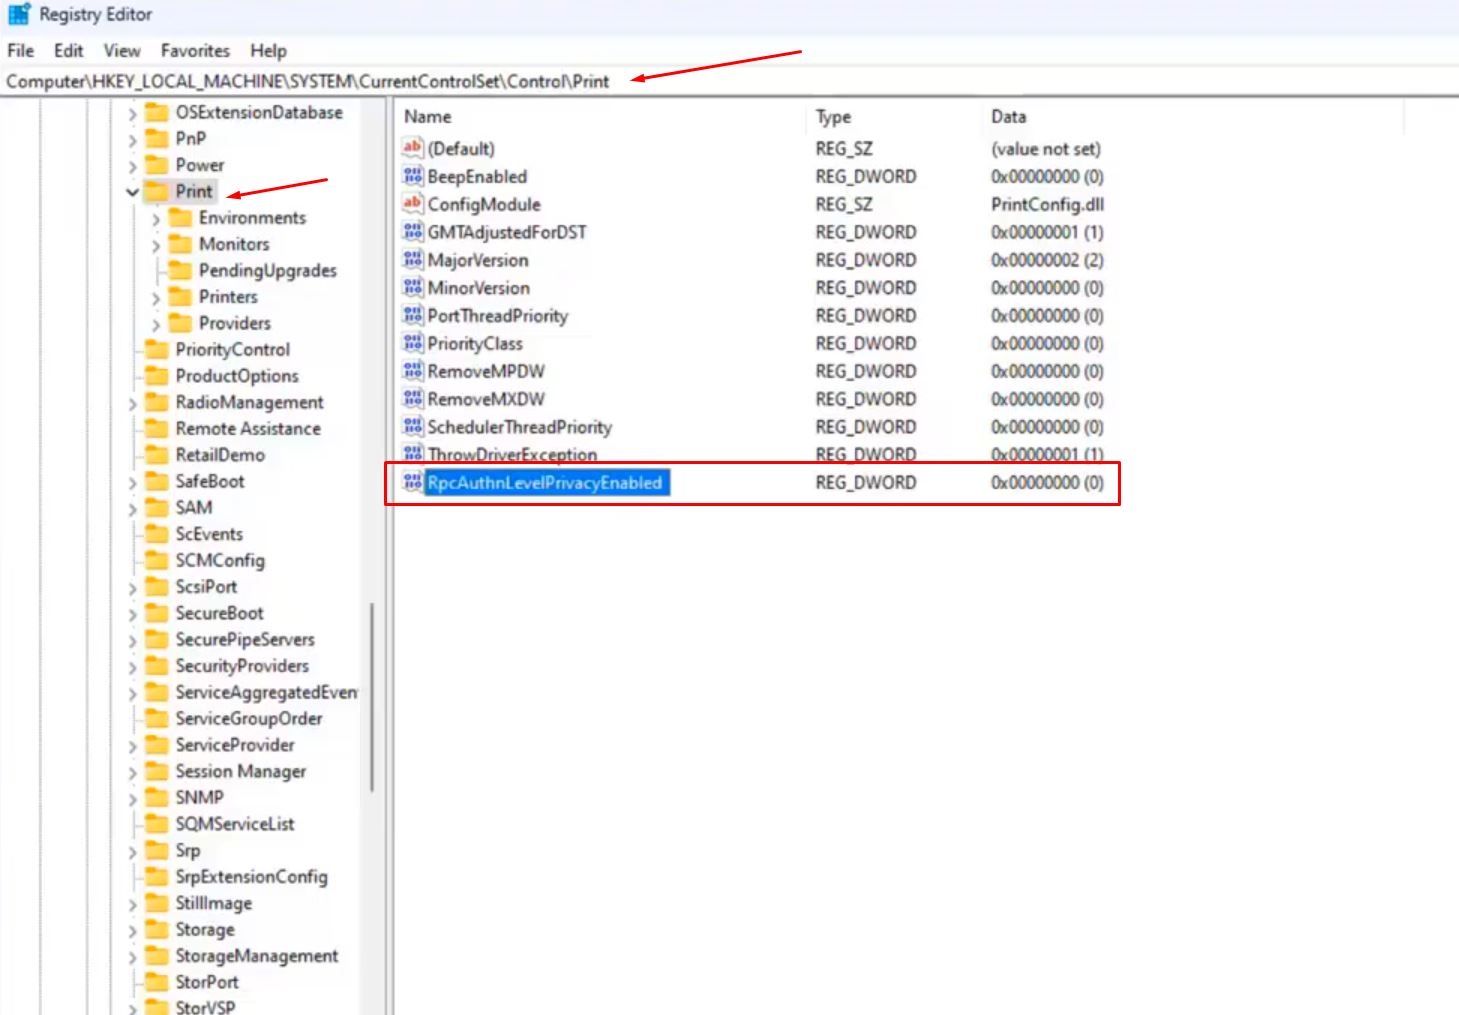 Registry Editor
File Edit View Favorites Help
Computer\HKEY_LOCAL_MACHINE\SYSTEM\CurrentControlSet\Control\Print
OSExtensionDatabase
PnP
Power
Print
Environments
Monitors
PendingUpgrades
Printers
Providers
PriorityControl
ProductOptions
RadioManagement
Remote Assistance
RetailDemo
SafeBoot
SAM
ScEvents
SCMConfig
ScsiPort
SecureBoot
SecurePipeServers
SecurityProviders
ServiceAggregatedEven
ServiceGroupOrder
ServiceProvider
Session Manager
SNMP
SQMServiceList
Srp
SrpExtensionConfig
StillImage
Storage
StorageManagement
StorPort
StorVSP
Name Type Data
(Default) REG_SZ (value not set)
BeepEnabled REG_DWORD 0x00000000 (0)
ConfigModule REG_SZ PrintConfig.dll
GMTAdjustedForDST REG_DWORD 0x00000001 (1)
MajorVersion REG_DWORD 0x00000002 (2)
MinorVersion REG_DWORD 0x00000000 (0)
PortThreadPriority REG_DWORD 0x00000000 (0)
PriorityClass REG_DWORD 0x00000000 (0)
RemoveMPDW REG_DWORD 0x00000000 (0)
RemoveMXDW REG_DWORD 0x00000000 (0)
SchedulerThreadPriority REG_DWORD 0x00000000 (0)
ThrowDriverException REG_DWORD 0x00000001 (1)
RpcAuthnLevelPrivacyEnabled REG_DWORD 0x00000000 (0)